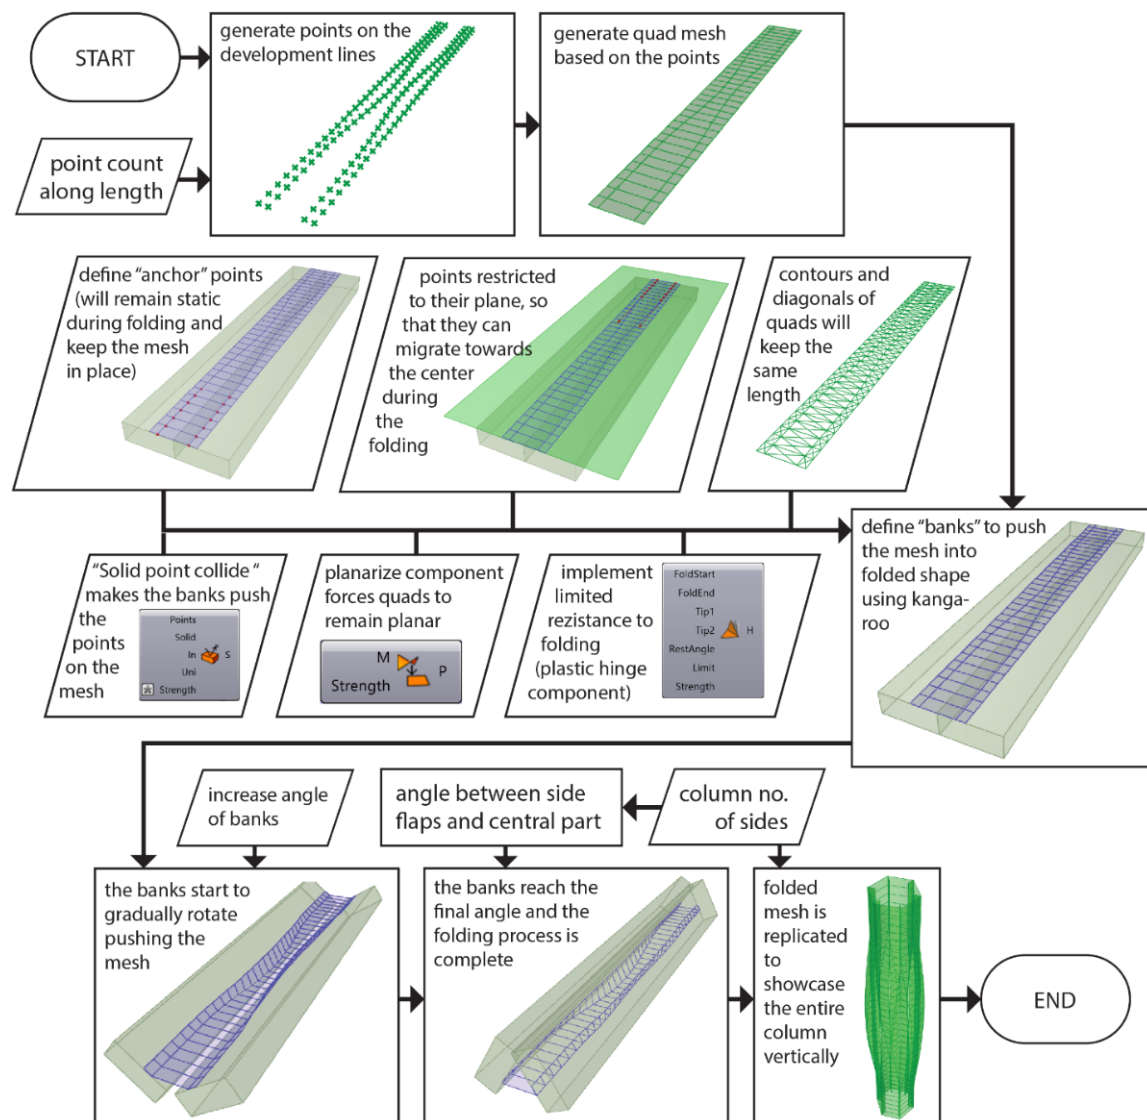 START
generate points on the
development lines
generate quad mesh
based on the points
point count
along length
define "anchor" points
(will remain static
during folding and
keep the mesh
in place)
points restricted
to their plane, so
that they can
migrate towards
the center
during
the
folding
contours and
diagonals of
quads will
keep the
same
length
define "banks" to push
the mesh into
folded shape
using kanga-
roo
"Solid point collide "
makes the banks push
the
points
on the
mesh
Points
Solid
In
S
Uni
Strength
planarize component
forces quads to
remain planar
M
P
Strength
implement
limited
rezistance to
folding
(plastic hinge
component)
FoldStart
FoldEnd
Tip1
Tip2
H
RestAngle
Limit
Strength
increase angle
of banks
angle between side
flaps and central part
column no.
of sides
the banks start to
gradually rotate
pushing the
mesh
the banks reach the
final angle and the
folding process is
complete
folded
mesh is
replicated
to
showcase
the entire
column
vertically
END